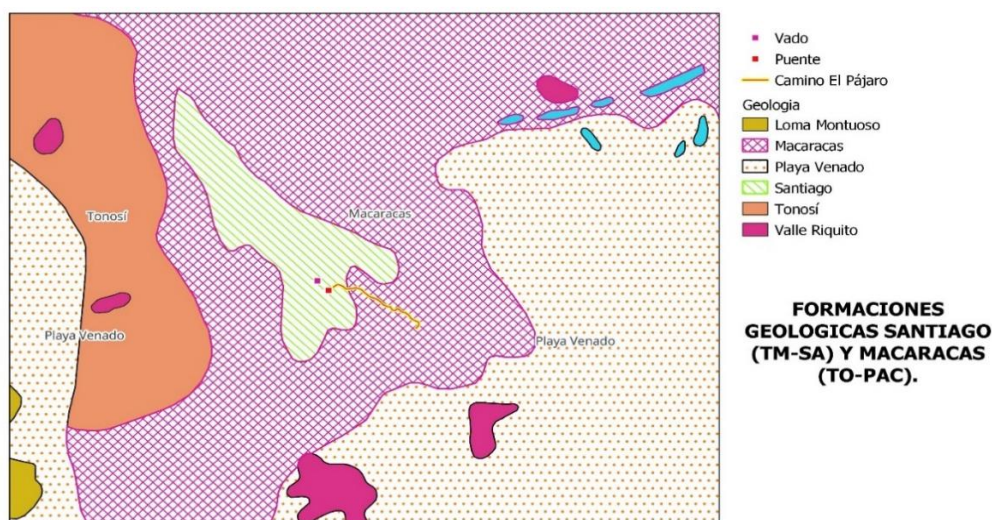 Tonosí
Macaracas
Playa Venado
Playa Venado
Vado
Puente
Camino El Pájaro
Geologia
Loma Montuoso
Macaracas
Playa Venado
Santiago
Tonosí
Valle Riquito
FORMACIONES
GEOLOGICAS SANTIAGO
(TM-SA) Y MACARACAS
(TO-PAC).